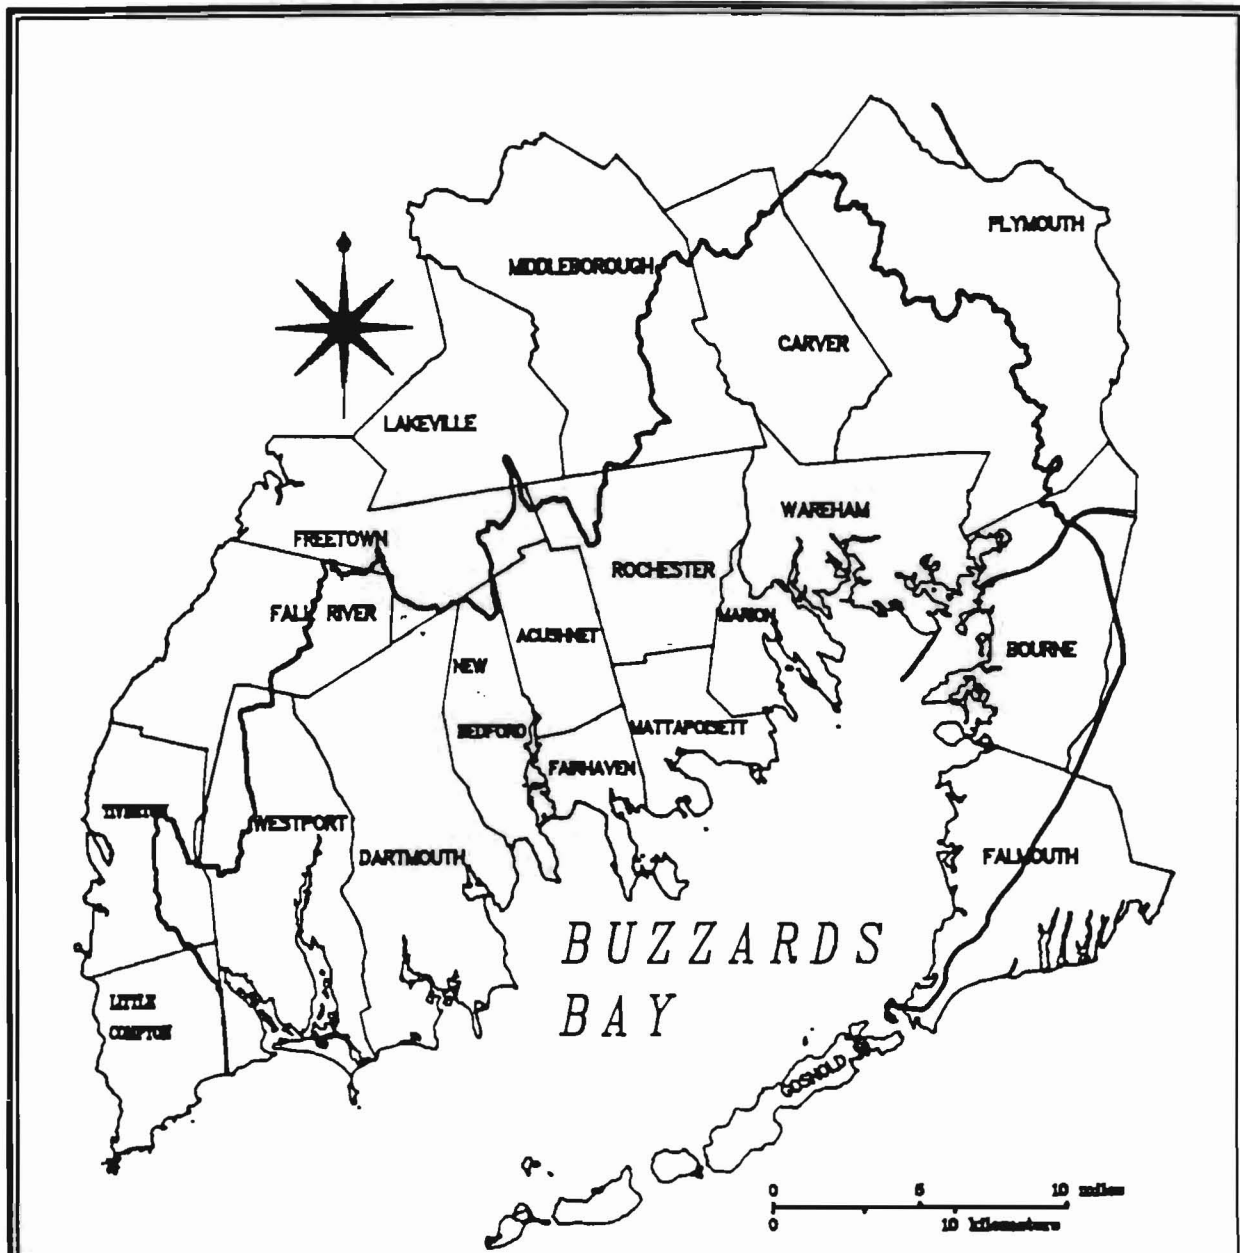 PLYMOUTH
MIDDLEBOROUGH
CARVER
LAKEVILLE
WAREHAM
FREETOWN
ROCHESTER
FALL RIVER
MARION
ACUSHNET
BOURNE
NEW
BEDFORD
MATTAPOISETT
FAIRHAVEN
TIVERTON
WESTPORT
DARTMOUTH
FALMOUTH
BUZZARDS
BAY
LITTLE
COMPTON
GOSNOLD
0 5 10 miles
0 10 kilometers